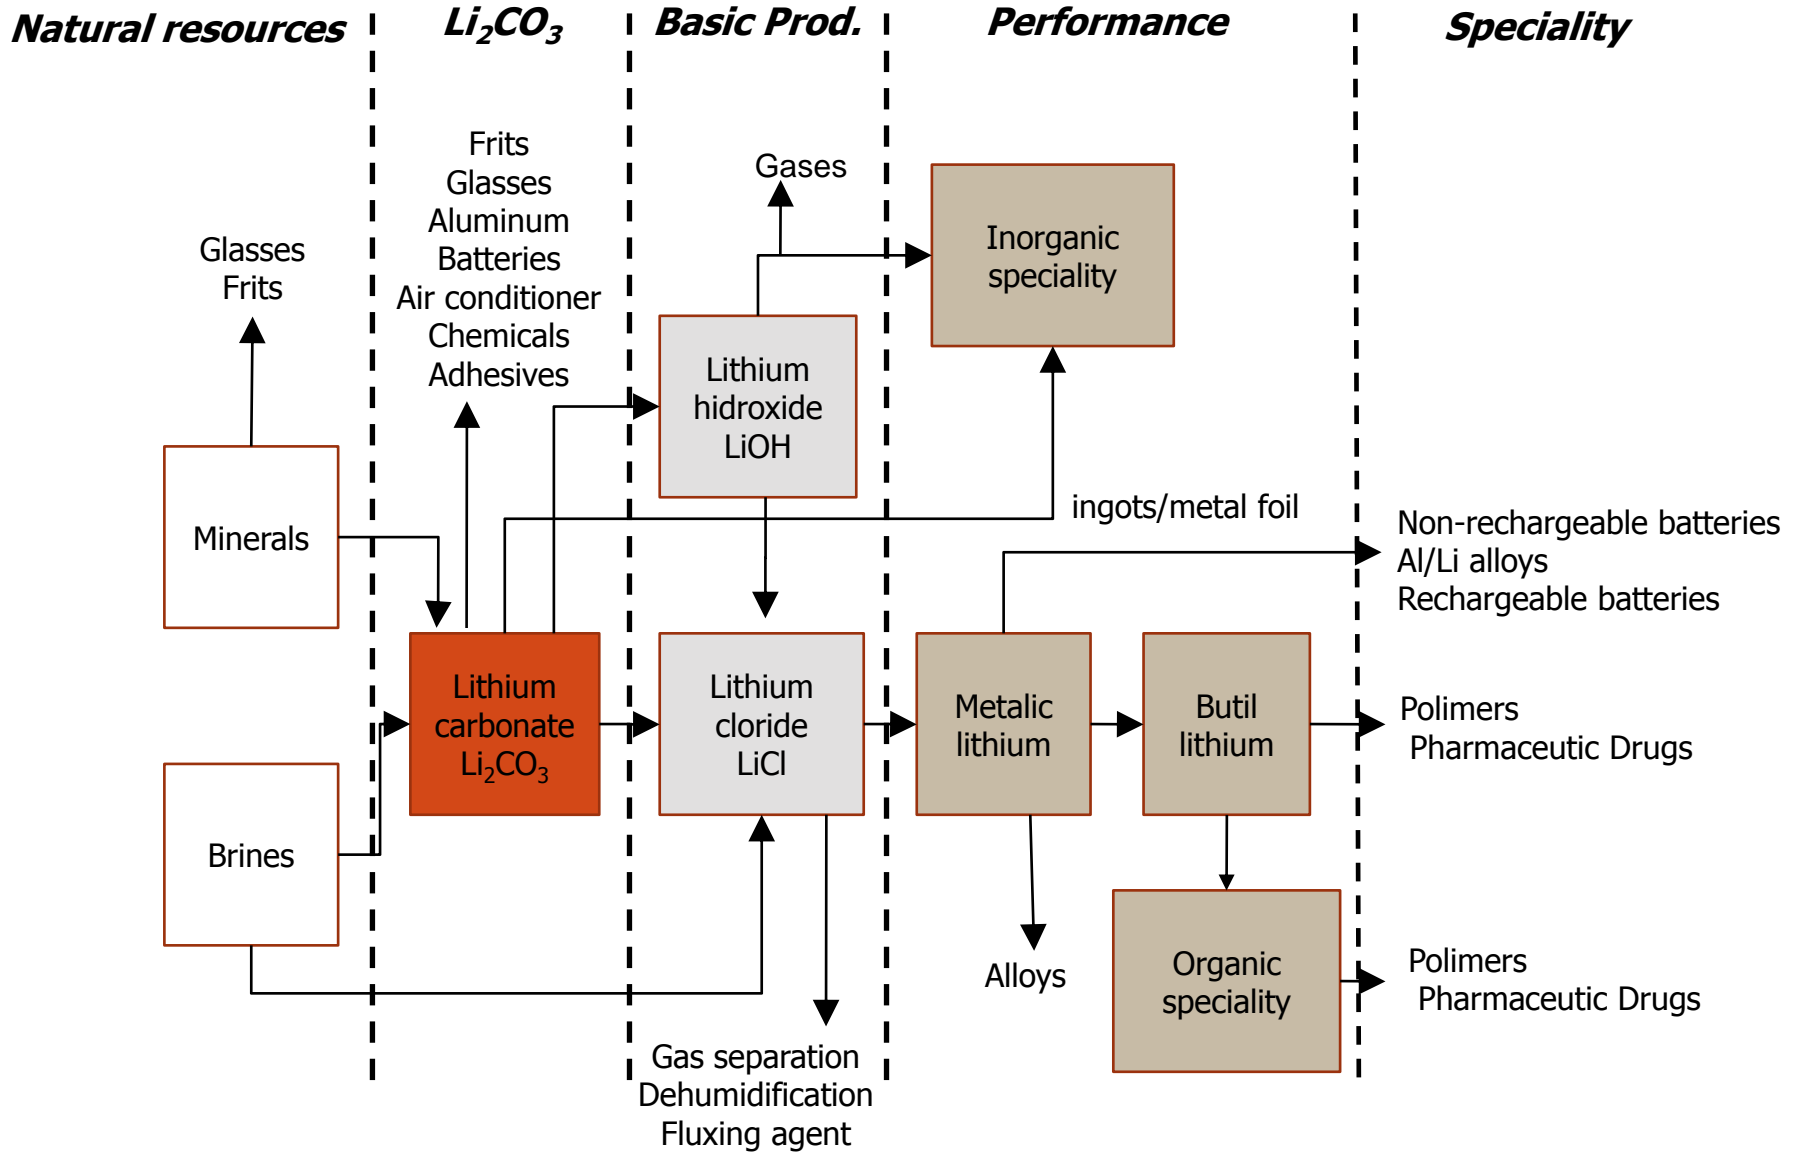 Natural resources
Li₂CO₃
Basic Prod.
Performance
Speciality
Glasses
Frits
Frits
Glasses
Aluminum
Batteries
Air conditioner
Chemicals
Adhesives
Gases
Inorganic
speciality
Lithium
hidroxide
LiOH
Minerals
ingots/metal foil
Non-rechargeable batteries
Al/Li alloys
Rechargeable batteries
Lithium
carbonate
Li₂CO₃
Lithium
cloride
LiCl
Metalic
lithium
Butil
lithium
Polimers
Pharmaceutic Drugs
Brines
Alloys
Organic
speciality
Polimers
Pharmaceutic Drugs
Gas separation
Dehumidification
Fluxing agent